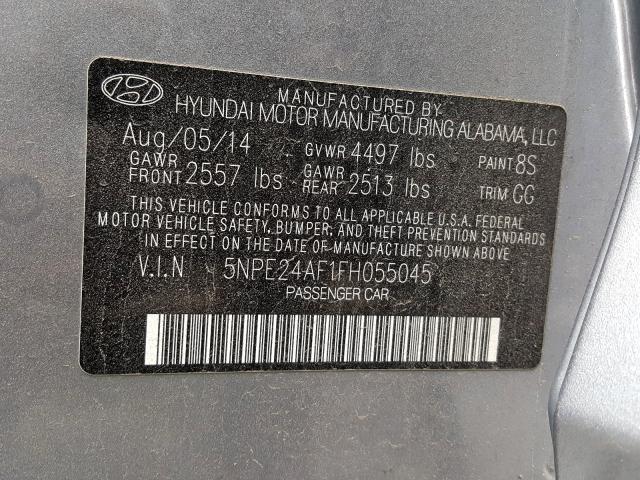 MANUFACTURED BY
HYUNDAI MOTOR MANUFACTURING ALABAMA, LLC
Aug/05/14 GVWR 4497 lbs PAINT 8S
GAWR FRONT 2557 lbs GAWR REAR 2513 lbs TRIM GG
THIS VEHICLE CONFORMS TO ALL APPLICABLE U.S.A. FEDERAL
MOTOR VEHICLE SAFETY, BUMPER, AND THEFT PREVENTION
STANDARDS IN EFFECT ON THE DATE OF MANUFACTURE SHOWN ABOVE
V.I.N 5NPE24AF1FH055045
PASSENGER CAR